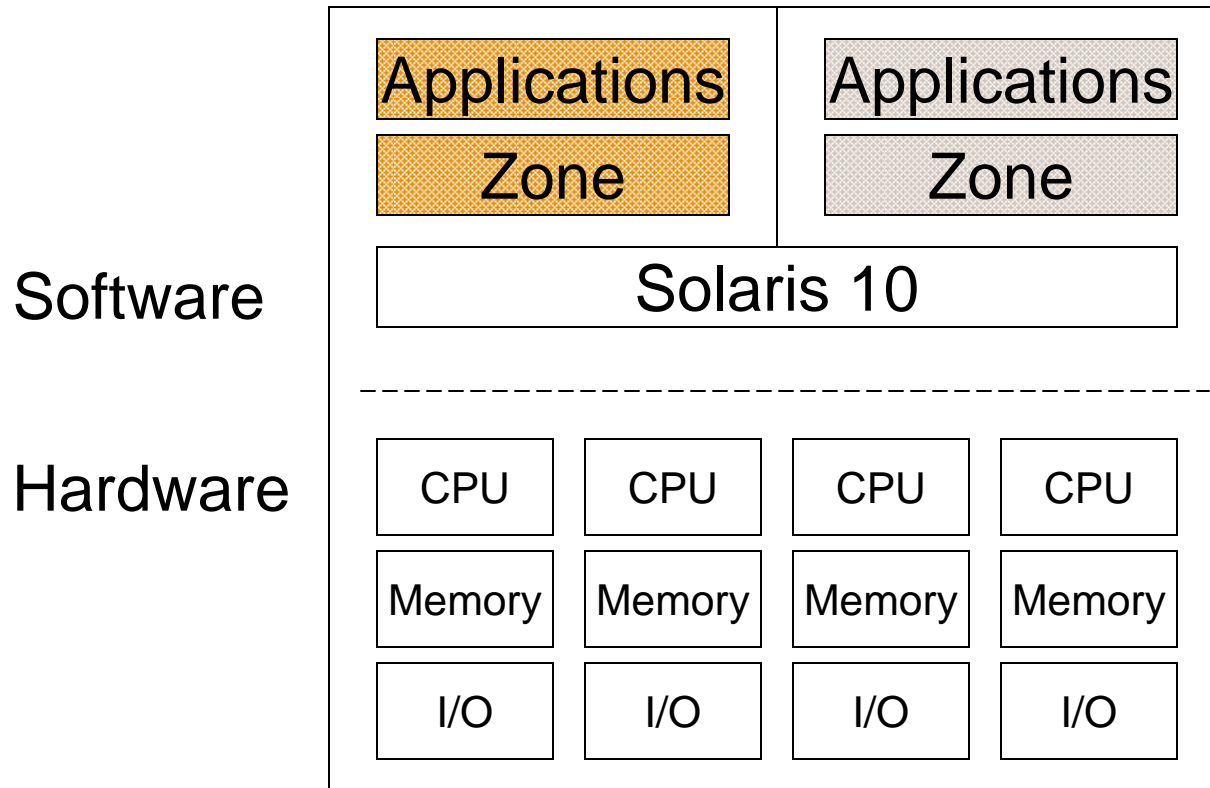 Applications Applications
Zone Zone
Software Solaris 10
Hardware CPU CPU CPU CPU
Memory Memory Memory Memory
I/O I/O I/O I/O